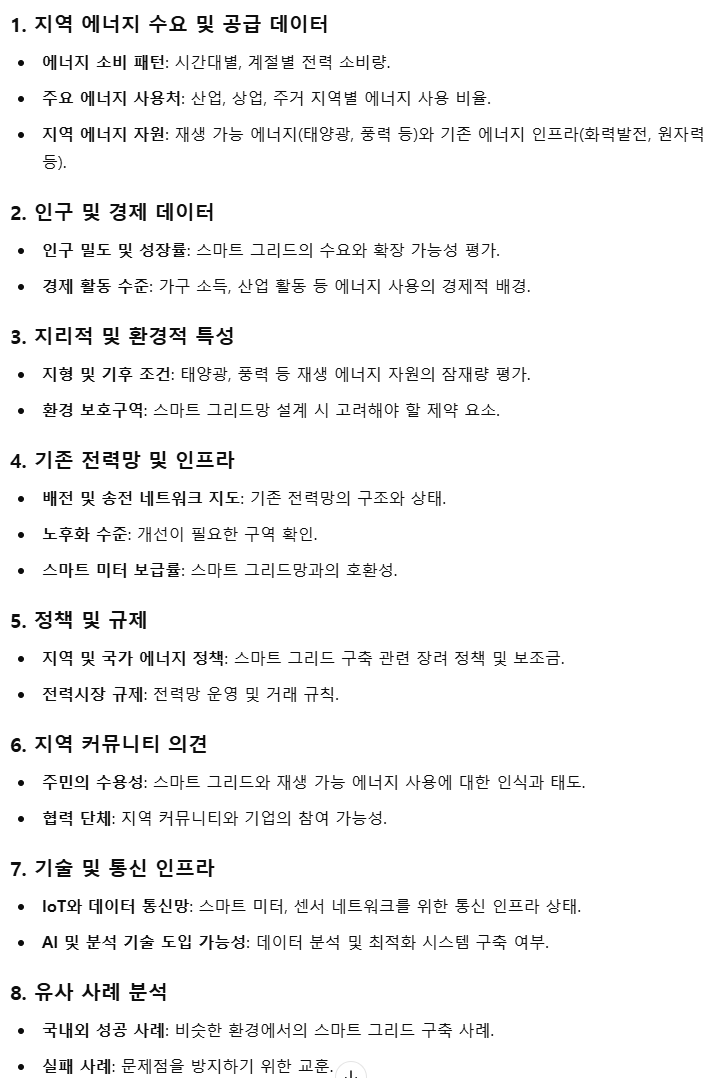 1. 지역 에너지 수요 및 공급 데이터
• 에너지 소비 패턴: 시간대별, 계절별 전력 소비량.
• 주요 에너지 사용처: 산업, 상업, 주거 지역별 에너지 사용 비율.
• 지역 에너지 자원: 재생 가능 에너지(태양광, 풍력 등)와 기존 에너지 인프라(화력발전, 원자력
등).
2. 인구 및 경제 데이터
• 인구 밀도 및 성장률: 스마트 그리드의 수요와 확장 가능성 평가.
• 경제 활동 수준: 가구 소득, 산업 활동 등 에너지 사용의 경제적 배경.
3. 지리적 및 환경적 특성
• 지형 및 기후 조건: 태양광, 풍력 등 재생 에너지 자원의 잠재량 평가.
• 환경 보호구역: 스마트 그리드망 설계 시 고려해야 할 제약 요소.
4. 기존 전력망 및 인프라
• 배전 및 송전 네트워크 지도: 기존 전력망의 구조와 상태.
• 노후화 수준: 개선이 필요한 구역 확인.
• 스마트 미터 보급률: 스마트 그리드망과의 호환성.
5. 정책 및 규제
• 지역 및 국가 에너지 정책: 스마트 그리드 구축 관련 장려 정책 및 보조금.
• 전력시장 규제: 전력망 운영 및 거래 규칙.
6. 지역 커뮤니티 의견
• 주민의 수용성: 스마트 그리드와 재생 가능 에너지 사용에 대한 인식과 태도.
• 협력 단체: 지역 커뮤니티와 기업의 참여 가능성.
7. 기술 및 통신 인프라
• IoT와 데이터 통신망: 스마트 미터, 센서 네트워크를 위한 통신 인프라 상태.
• AI 및 분석 기술 도입 가능성: 데이터 분석 및 최적화 시스템 구축 여부.
8. 유사 사례 분석
• 국내외 성공 사례: 비슷한 환경에서의 스마트 그리드 구축 사례.
• 실패 사례: 문제점을 방지하기 위한 교훈.